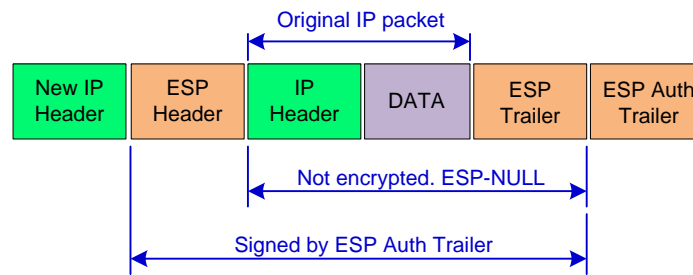 Original IP packet
New IP
Header
ESP
Header
IP
Header
DATA
ESP
Trailer
ESP Auth
Trailer
Not encrypted. ESP-NULL
Signed by ESP Auth Trailer